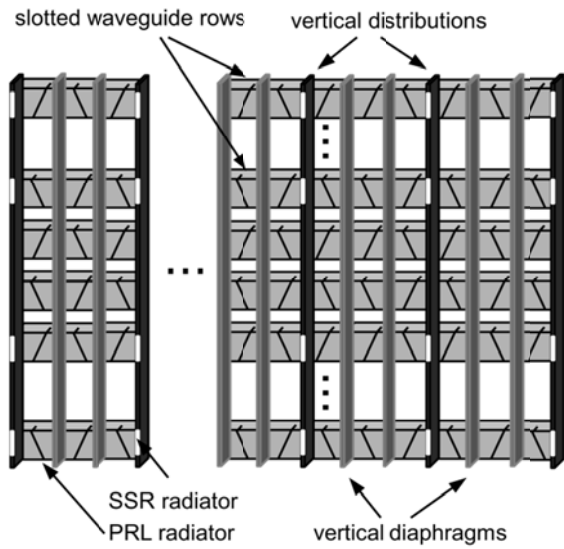 slotted waveguide rows
vertical distributions
SSR radiator
PRL radiator
vertical diaphragms